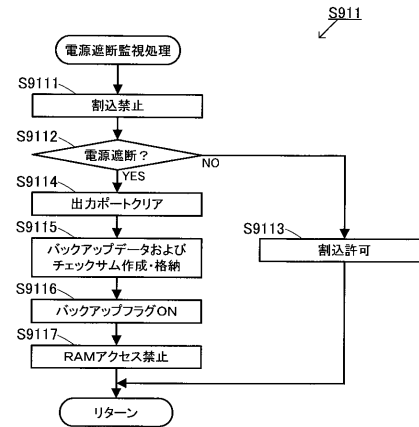 S911
電源遮断監視処理
S9111
割込禁止
S9112
電源遮断？
NO
YES
S9114
出力ポートクリア
S9113
割込許可
S9115
バックアップデータおよび
チェックサム作成・格納
S9116
バックアップフラグON
S9117
RAMアクセス禁止
リターン